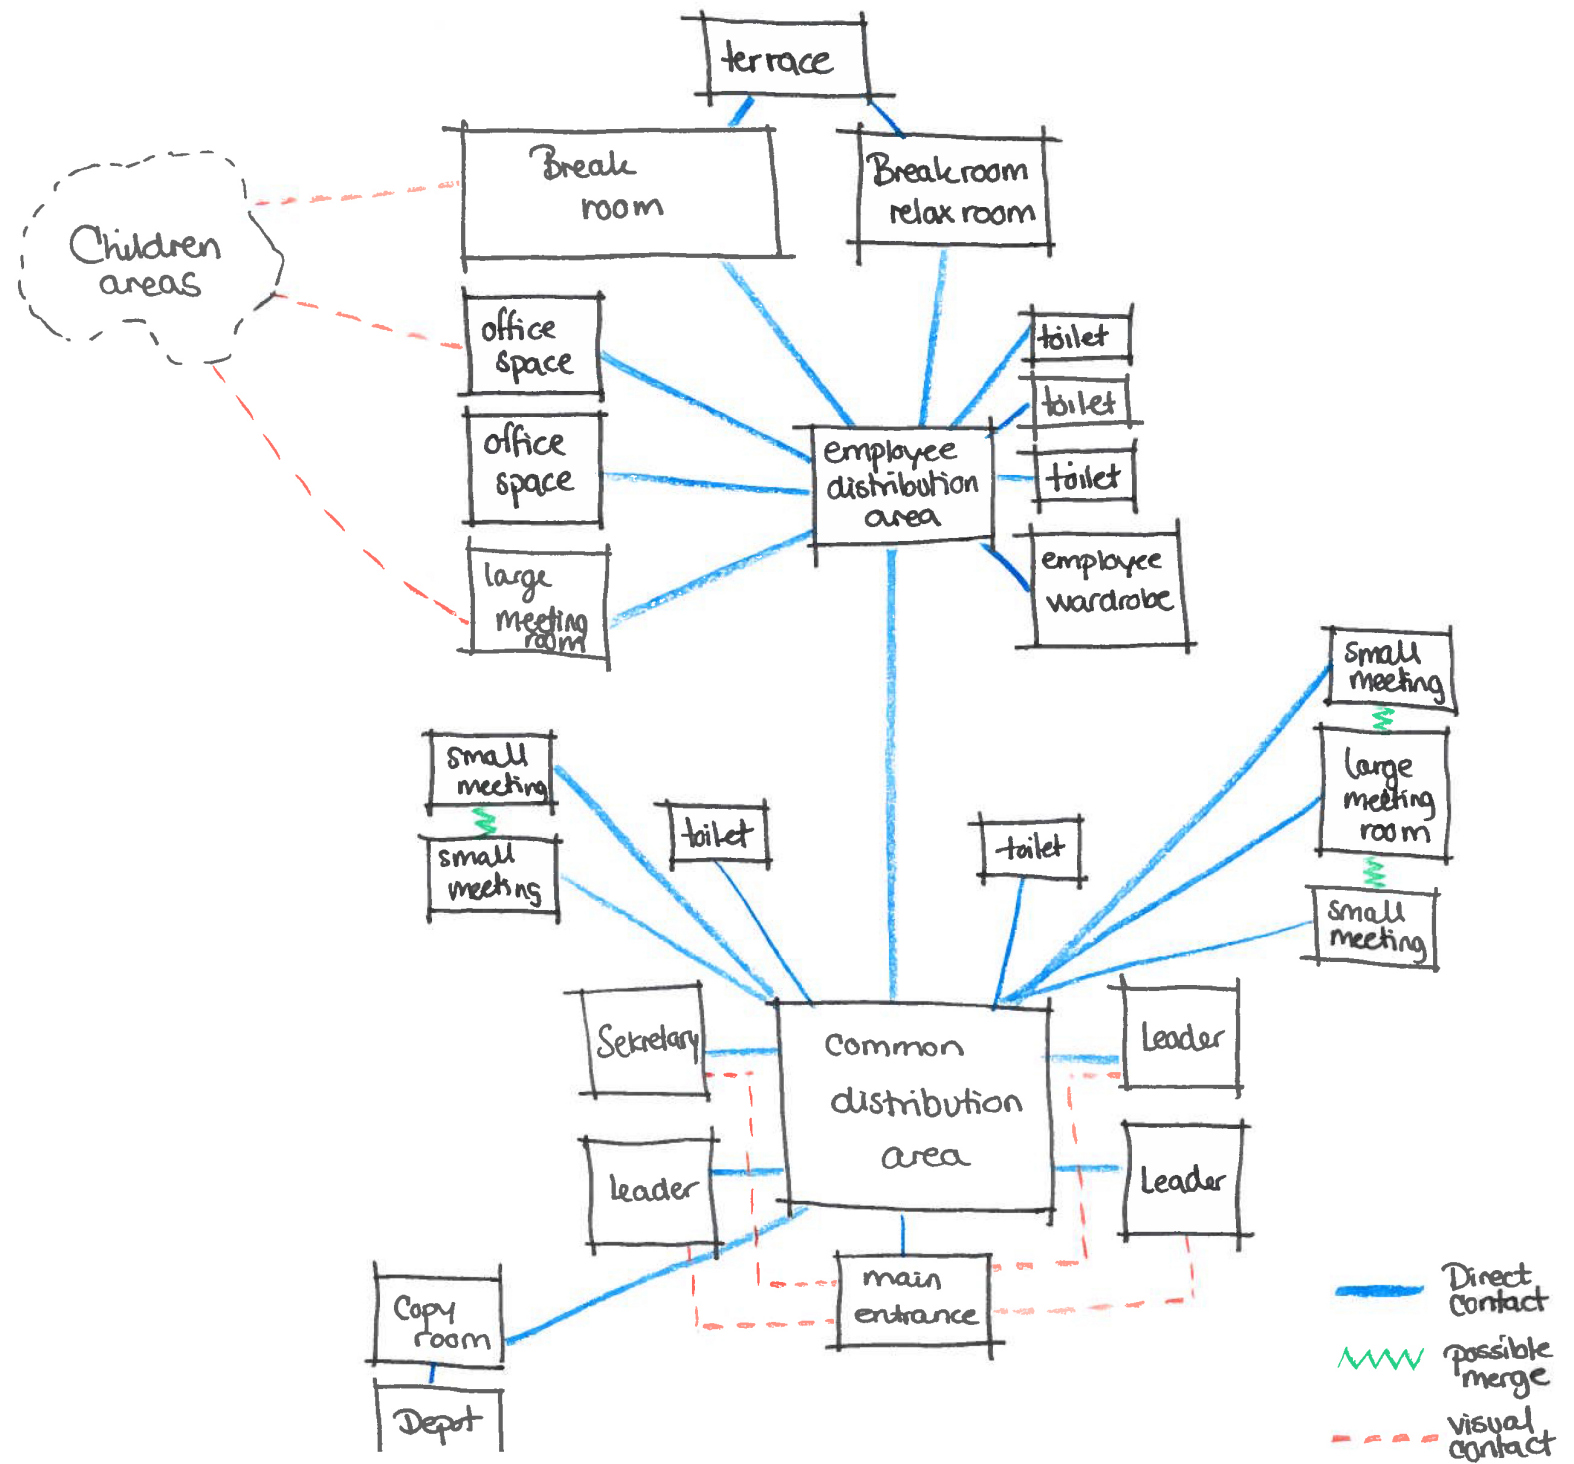 terrace
Break
room
Breakroom
relax room
Children
areas
office
space
toilet
toilet
office
space
employee
distribution
area
toilet
large
meeting
room
employee
wardrobe
small
meeting
small
meeting
large
meeting
room
small
meeting
toilet
toilet
small
meeting
Sekretary
Common
distribution
area
Leader
Leader
Leader
main
entrance
Copy
room
Depot
Direct
contact
possible
merge
visual
contact